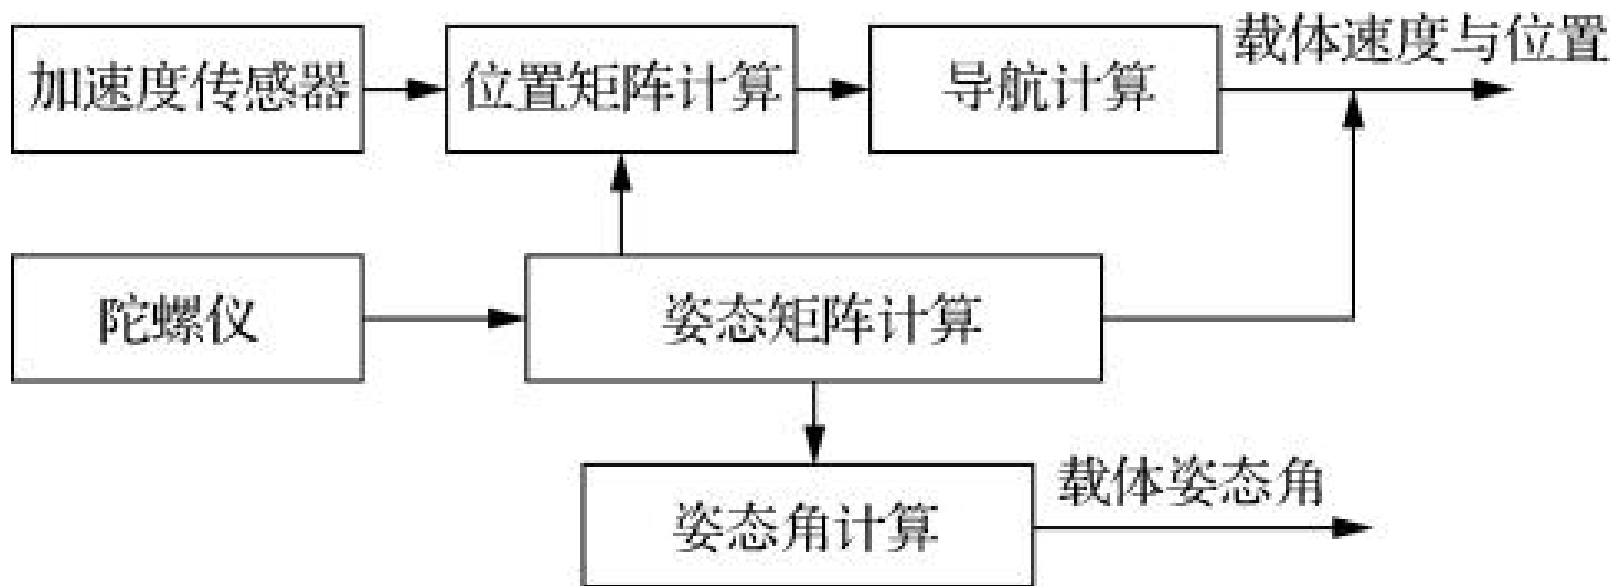 加速度传感器
位置矩阵计算
导航计算
载体速度与位置
陀螺仪
姿态矩阵计算
姿态角计算
载体姿态角